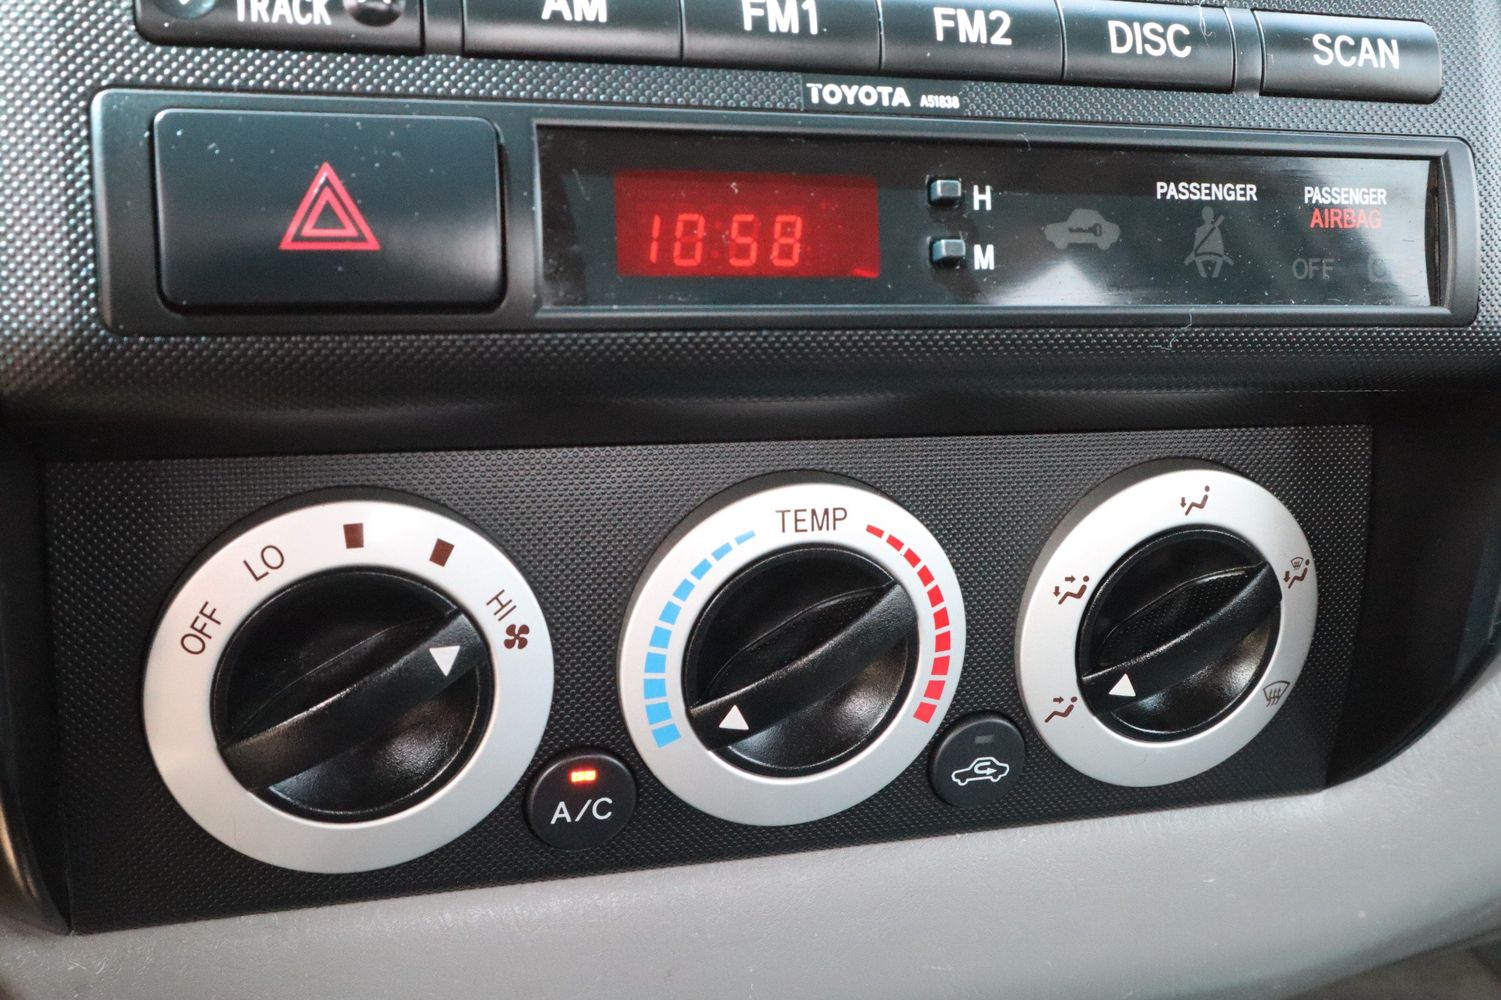 TRACK
AM
FM1
FM2
DISC
SCAN
TOYOTA A51838
10:58
H
M
PASSENGER
PASSENGER
AIRBAG
OFF
OFF
LO
HI
A/C
TEMP